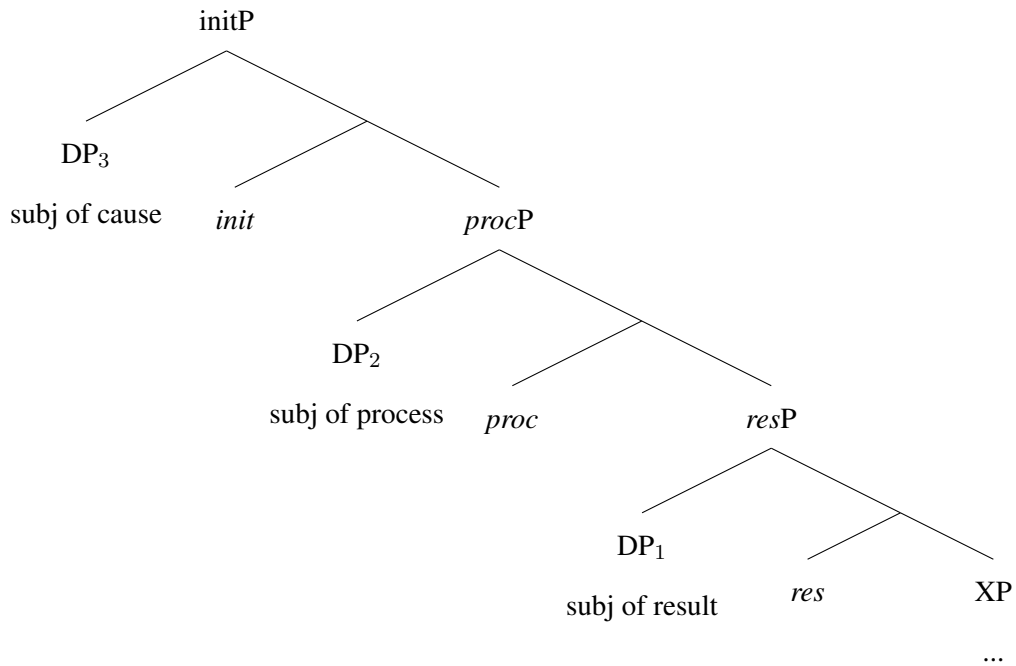 initP
DP₃
subj of cause
init
procP
DP₂
subj of process
proc
resP
DP₁
subj of result
res
XP
...